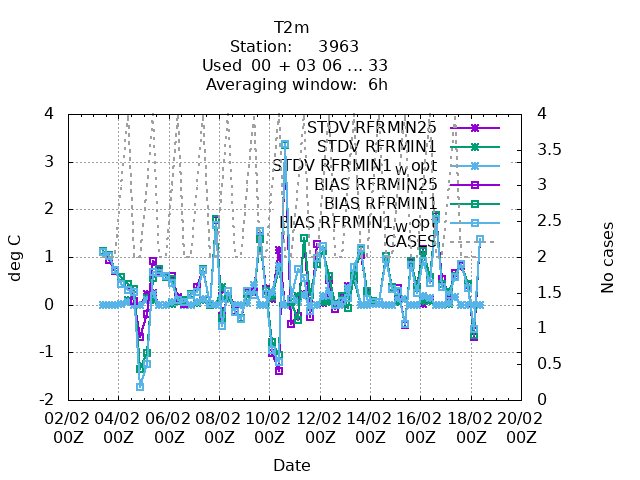 T2m
Station: 3963
Used 00 + 03 06 ... 33
Averaging window: 6h
4 4
STDV RFRMIN25
STDV RFRMIN1
STDV RFRMIN1_W opt
BIAS RFRMIN25
BIAS RFRMIN1
BIAS RFRMIN1_W opt
CASES
3 3.5
2 3
1 2.5
0 2
-1 1.5
-2 1
0.5
0
deg C
No cases
02/02 04/02 06/02 08/02 10/02 12/02 14/02 16/02 18/02 20/02
00Z 00Z 00Z 00Z 00Z 00Z 00Z 00Z 00Z 00Z
Date